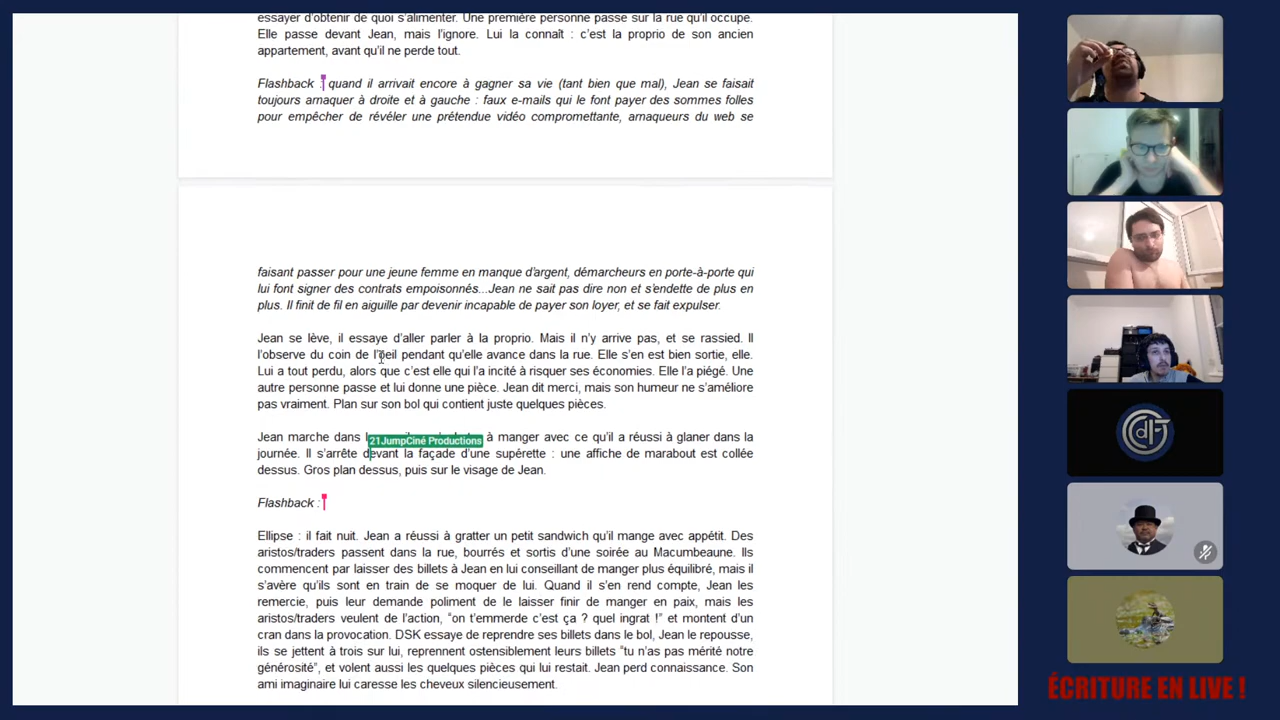 essayer d’obtenir de quoi s’alimenter. Une première personne passe sur la rue qu’il occupe.
Elle passe devant Jean, mais l’ignore. Lui la connaît : c’est la proprio de son ancien
appartement, avant qu’il ne perde tout.
Flashback : quand il arrivait encore à gagner sa vie (tant bien que mal), Jean se faisait
toujours arnaquer à droite et à gauche : faux e-mails qui le font payer des sommes folles
pour empêcher de révéler une prétendue vidéo compromettante, arnaqueurs du web se
faisant passer pour une jeune femme en manque d’argent, démarcheurs en porte-à-porte qui
lui font signer des contrats empoisonnés...Jean ne sait pas dire non et s’endette de plus en
plus. Il finit de fil en aiguille par devenir incapable de payer son loyer, et se fait expulser.
Jean se lève, il essaye d’aller parler à la proprio. Mais il n’y arrive pas, et se rassied. Il
l’observe du coin de l’oeil pendant qu’elle avance dans la rue. Elle s’en est bien sortie, elle.
Lui a tout perdu, alors que c’est elle qui l’a incité à risquer ses économies. Elle l’a piégé. Une
autre personne passe et lui donne une pièce. Jean dit merci, mais son humeur ne s’améliore
pas vraiment. Plan sur son bol qui contient juste quelques pièces.
Jean marche dans à manger avec ce qu’il a réussi à glaner dans la
21JumpCiné Productions
journée. Il s’arrête devant la façade d’une supérette : une affiche de marabout est collée
dessus. Gros plan dessus, puis sur le visage de Jean.
Flashback :
Ellipse : il fait nuit. Jean a réussi à gratter un petit sandwich qu’il mange avec appétit. Des
aristos/traders passent dans la rue, bourrés et sortis d’une soirée au Macumbeaune. Ils
commencent par laisser des billets à Jean en lui conseillant de manger plus équilibré, mais il
s’avère qu’ils sont en train de se moquer de lui. Quand il s’en rend compte, Jean les
remercie, puis leur demande poliment de le laisser finir de manger en paix, mais les
aristos/traders veulent de l’action, “on t’emmerde c’est ça ? quel ingrat !” et montent d’un
cran dans la provocation. DSK essaye de reprendre ses billets dans le bol, Jean le repousse,
ils se jettent à trois sur lui, reprennent ostensiblement leurs billets “tu n’as pas mérité notre
générosité”, et volent aussi les quelques pièces qui lui restait. Jean perd connaissance. Son
ami imaginaire lui caresse les cheveux silencieusement.
ÉCRITURE EN LIVE !